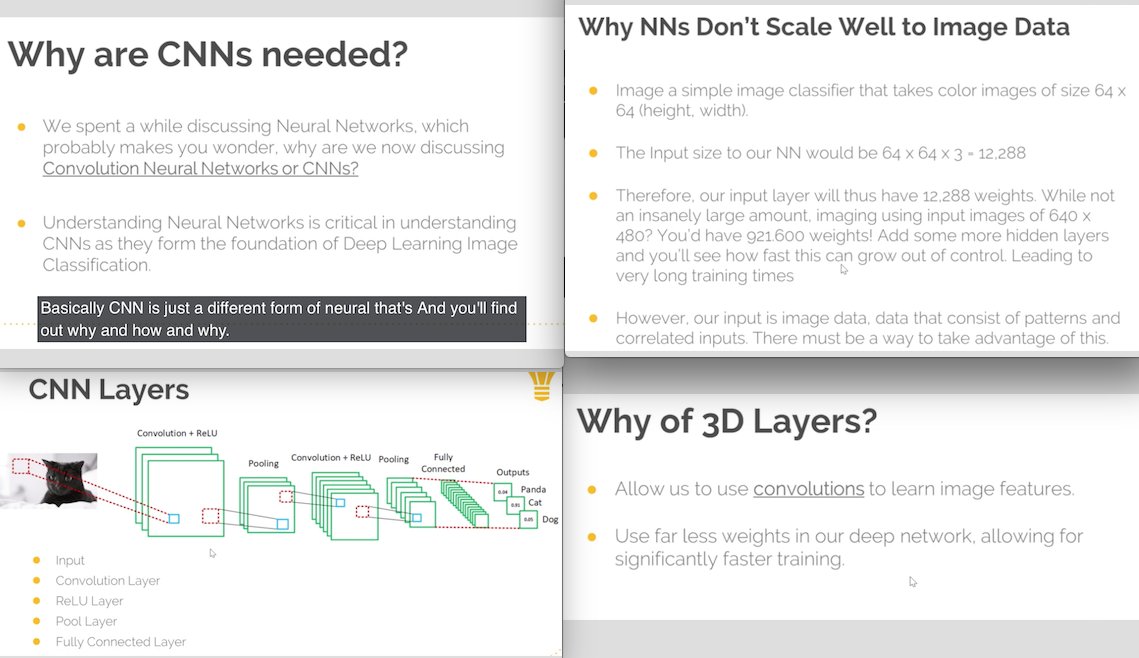 Why are CNNs needed?
We spent a while discussing Neural Networks, which
probably makes you wonder, why are we now discussing
Convolution Neural Networks or CNNs?
Understanding Neural Networks is critical in understanding
CNNs as they form the foundation of Deep Learning Image
Classification.
Basically CNN is just a different form of neural that's And you'll find
out why and how and why.
Why NNs Don't Scale Well to Image Data
Image a simple image classifier that takes color images of size 64 x
64 (height, width).
The Input size to our NN would be 64 x 64 x 3 = 12,288
Therefore, our input layer will thus have 12,288 weights. While not
an insanely large amount, imaging using input images of 640 x
480? You'd have 921.600 weights! Add some more hidden layers
and you'll see how fast this can grow out of control. Leading to
very long training times
However, our input is image data, data that consist of patterns and
correlated inputs. There must be a way to take advantage of this.
CNN Layers
Convolution + ReLU
Pooling
Convolution + ReLU
Pooling
Fully
Connected
Outputs
0.04
Panda
0.91
Cat
0.05
Dog
Input
Convolution Layer
ReLU Layer
Pool Layer
Fully Connected Layer
Why of 3D Layers?
Allow us to use convolutions to learn image features.
Use far less weights in our deep network, allowing for
significantly faster training.